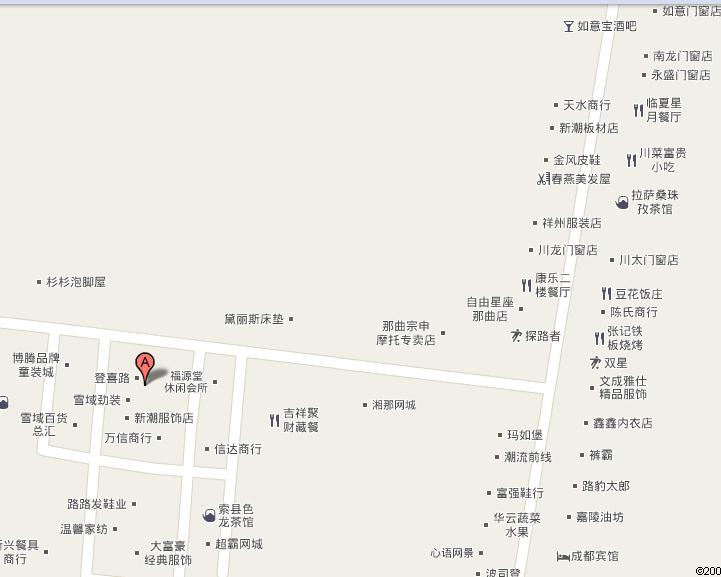 如意门窗店
如意宝酒吧
南龙门窗店
永盛门窗店
天水商行
临夏星
月餐厅
新潮板材店
川菜富贵
小吃
金风皮鞋
春燕美发屋
拉萨桑珠
孜茶馆
祥州服装店
川龙门窗店
川太门窗店
杉杉泡脚屋
康乐二
楼餐厅
豆花饭庄
自由星座
那曲店
陈氏商行
黛丽斯床垫
那曲宗申
摩托专卖店
探路者
张记铁
板烧烤
博腾品牌
童装城
双星
A
登喜路
福源堂
休闲会所
文成雅仕
精品服饰
雪域劲装
湘那网城
吉祥聚
财藏餐
雪域百货
总汇
新潮服饰店
鑫鑫内衣店
万信商行
玛如堡
信达商行
潮流前线
裤霸
路豹太郎
富强鞋行
路路发鞋业
索县色
龙茶馆
华云蔬菜
水果
嘉陵油坊
温馨家纺
兴餐具
商行
大富豪
经典服饰
超霸网城
心语网景
成都宾馆
波司登
©200